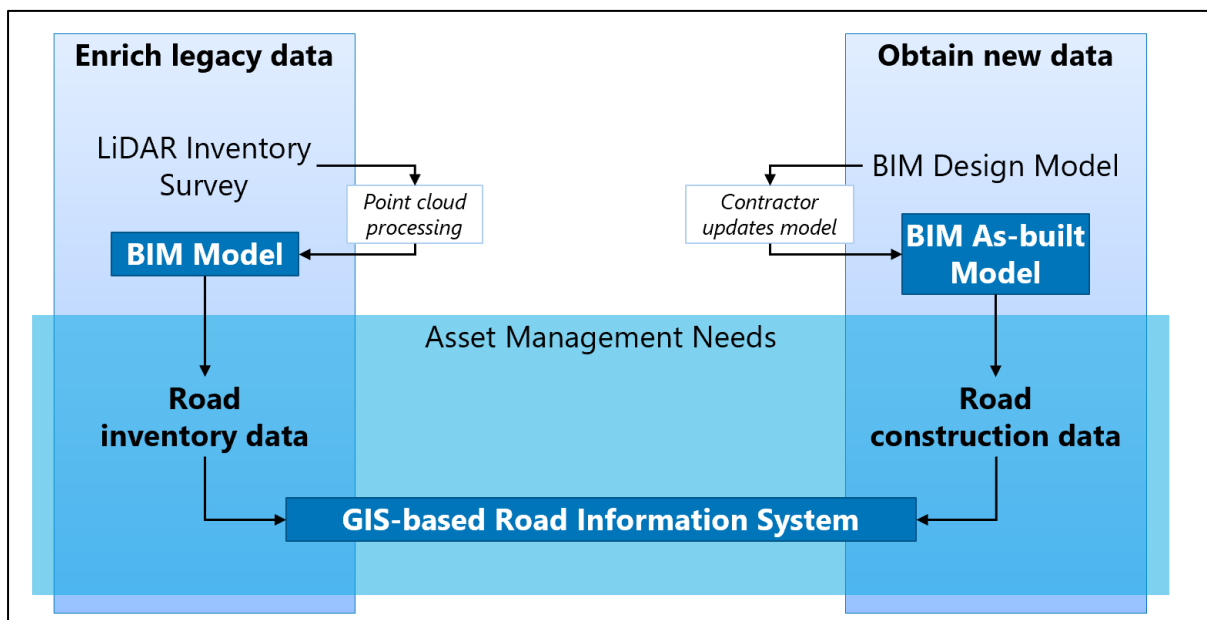 Enrich legacy data
LiDAR Inventory
Survey
Point cloud
processing
BIM Model
Road
inventory data
Obtain new data
BIM Design Model
Contractor
updates model
BIM As-built
Model
Asset Management Needs
Road
construction data
GIS-based Road Information System